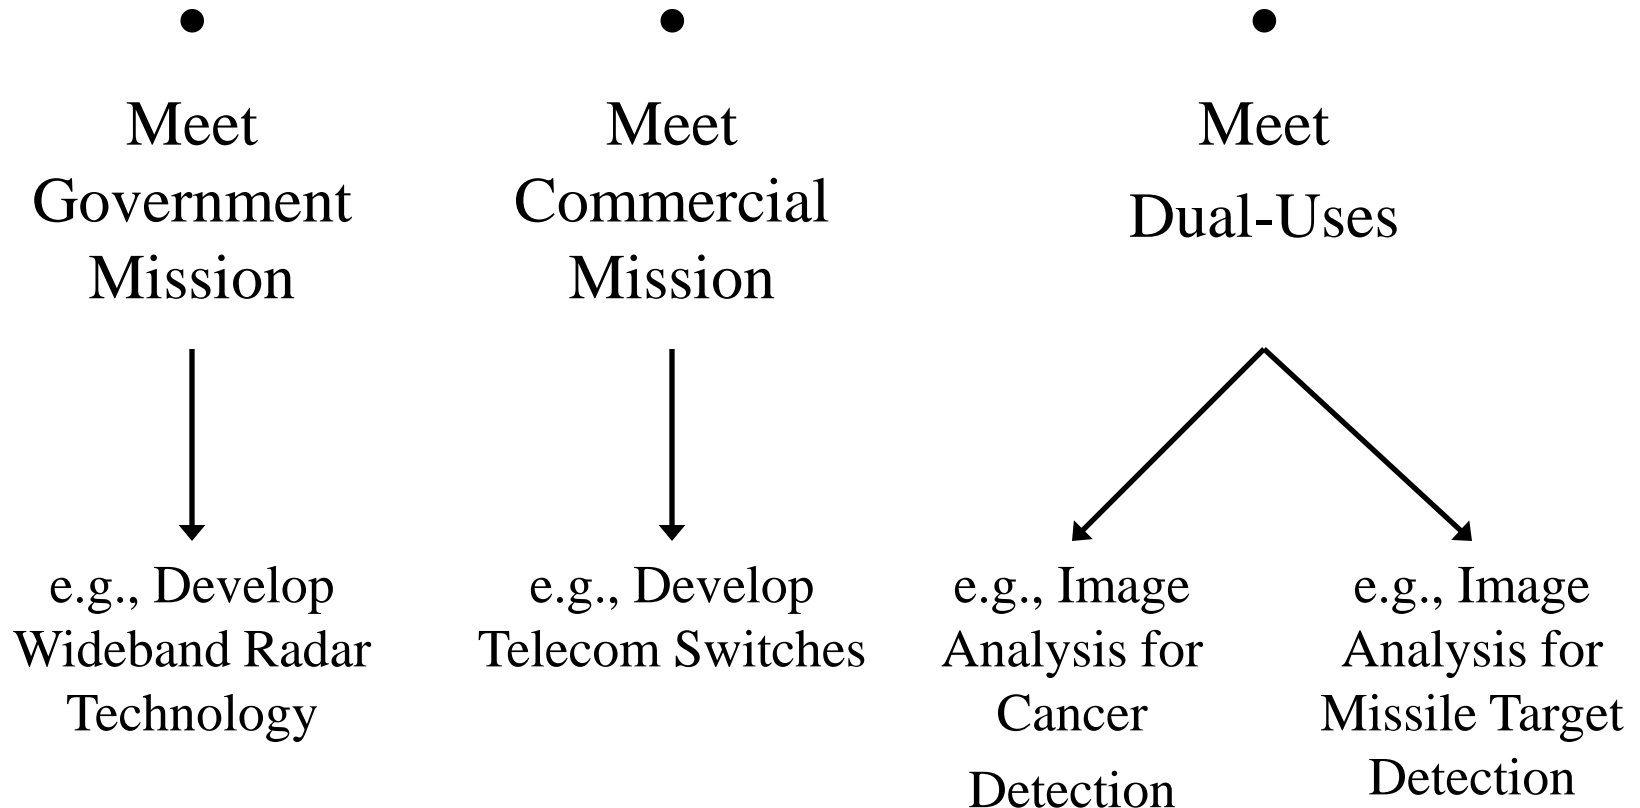 • • •
Meet
Government
Mission
Meet
Commercial
Mission
Meet
Dual-Uses
e.g., Develop
Wideband Radar
Technology
e.g., Develop
Telecom Switches
e.g., Image
Analysis for
Cancer
Detection
e.g., Image
Analysis for
Missile Target
Detection